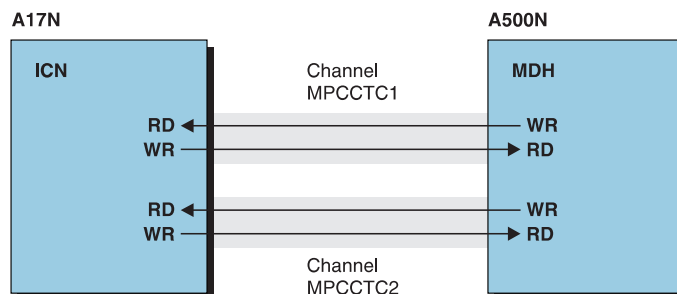 A17N
A500N
ICN
Channel
MPCCTC1
MDH
RD
WR
WR
RD
RD
WR
WR
RD
Channel
MPCCTC2